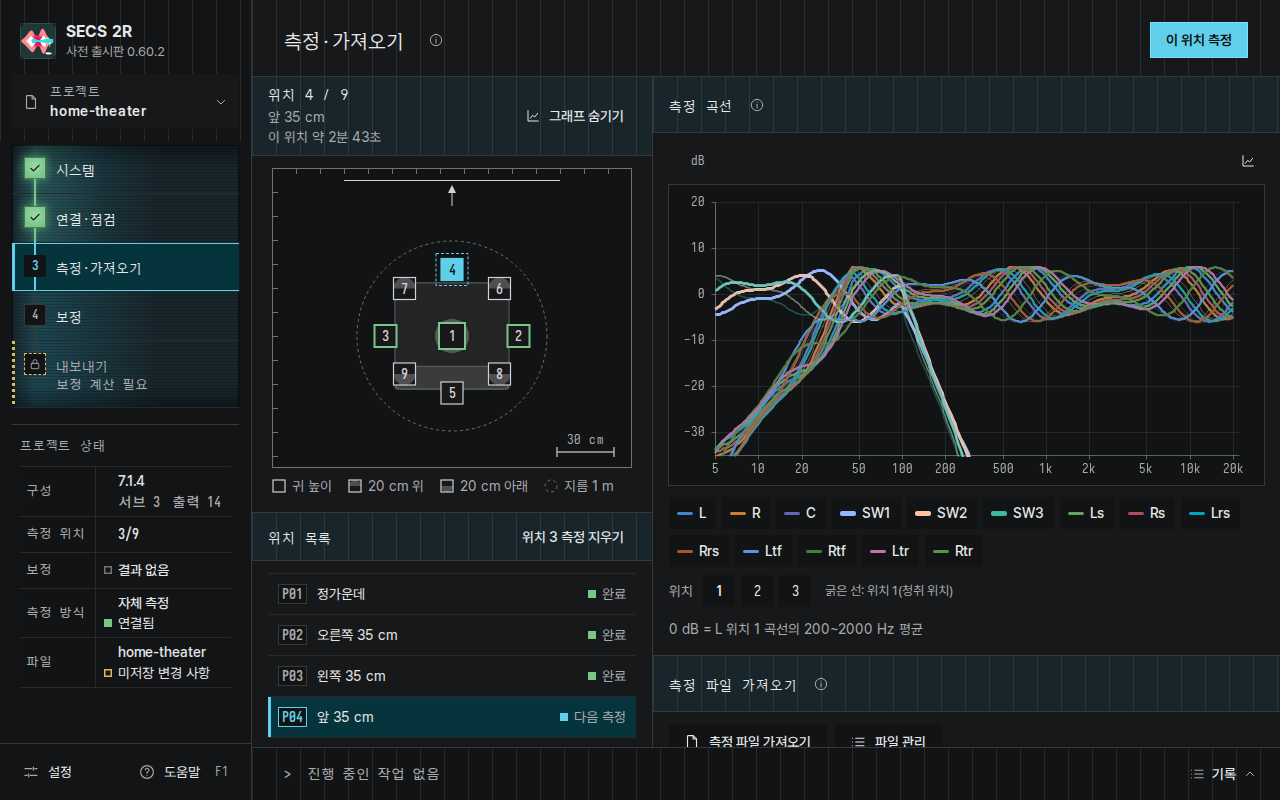 SECS 2R
사전 출시판 0.60.2
프로젝트
home-theater
시스템
연결·점검
3 측정·가져오기
4 보정
내보내기
보정 계산 필요
프로젝트 상태
구성 7.1.4
서브 3 출력 14
측정 위치 3/9
보정 결과 없음
측정 방식 자체 측정
연결됨
파일 home-theater
미저장 변경 사항
설정 도움말 F1
측정·가져오기
이 위치 측정
위치 4 / 9
앞 35 cm
이 위치 약 2분 43초
그래프 숨기기
4
7 6
3 1 2
9 8
5
30 cm
귀 높이 20 cm 위 20 cm 아래 지름 1 m
위치 목록 위치 3 측정 지우기
P01 정가운데 완료
P02 오른쪽 35 cm 완료
P03 왼쪽 35 cm 완료
P04 앞 35 cm 다음 측정
측정 곡선
dB
20
10
0
-10
-20
-30
5 10 20 50 100 200 500 1k 2k 5k 10k 20k
L R C SW1 SW2 SW3 Ls Rs Lrs
Rrs Ltf Rtf Ltr Rtr
위치 1 2 3 굵은 선: 위치 1(청취 위치)
0 dB = L 위치 1 곡선의 200~2000 Hz 평균
측정 파일 가져오기
측정 파일 가져오기 파일 관리
> 진행 중인 작업 없음
기록